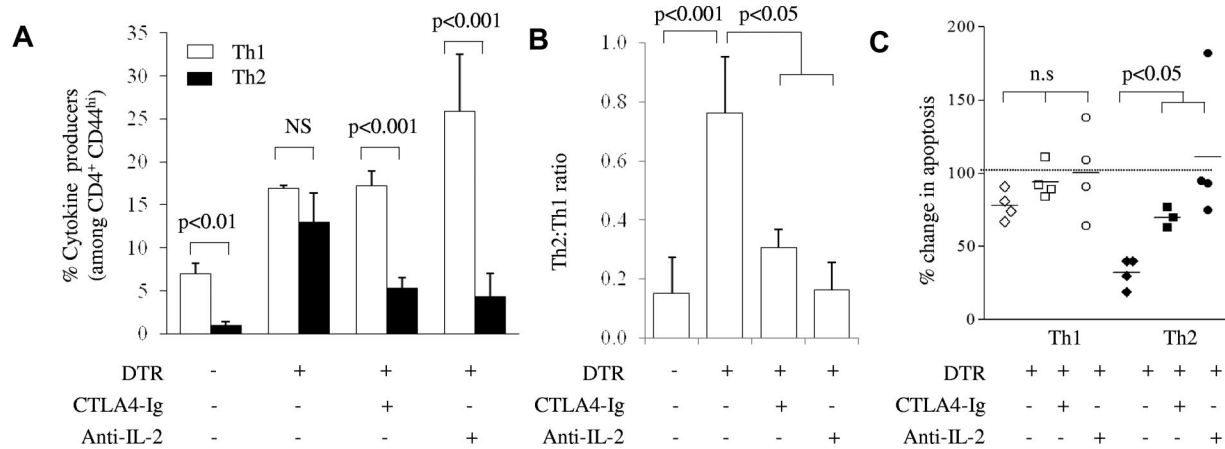 A
% Cytokine producers
(among CD4⁺ CD44ʰⁱ)
35
30
25
20
15
10
5
0
Th1
Th2
p<0.01
NS
p<0.001
p<0.001
DTR - + + +
CTLA4-Ig - - + -
Anti-IL-2 - - - +
B
Th2:Th1 ratio
1.0
0.8
0.6
0.4
0.2
0.0
p<0.001
p<0.05
DTR - + + +
CTLA4-Ig - - + -
Anti-IL-2 - - - +
C
% change in apoptosis
200
150
100
50
0
n.s
p<0.05
Th1 Th2
DTR + + + + + +
CTLA4-Ig - + - - + -
Anti-IL-2 - - + - - +